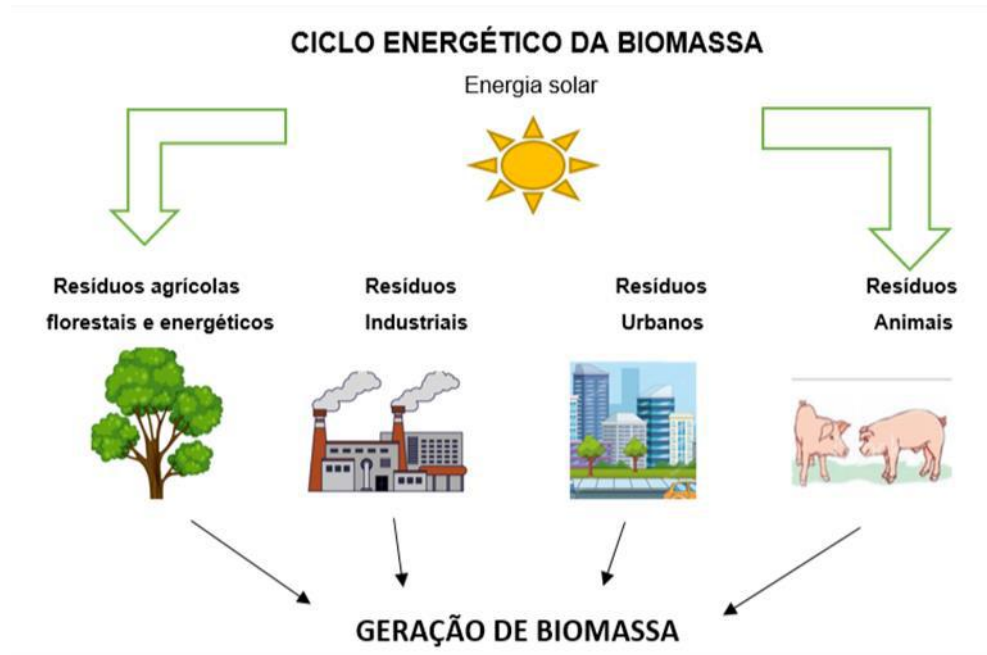 CICLO ENERGÉTICO DA BIOMASSA
Energia solar
Resíduos agrícolas
florestais e energéticos
Resíduos
Industriais
Resíduos
Urbanos
Resíduos
Animais
GERAÇÃO DE BIOMASSA